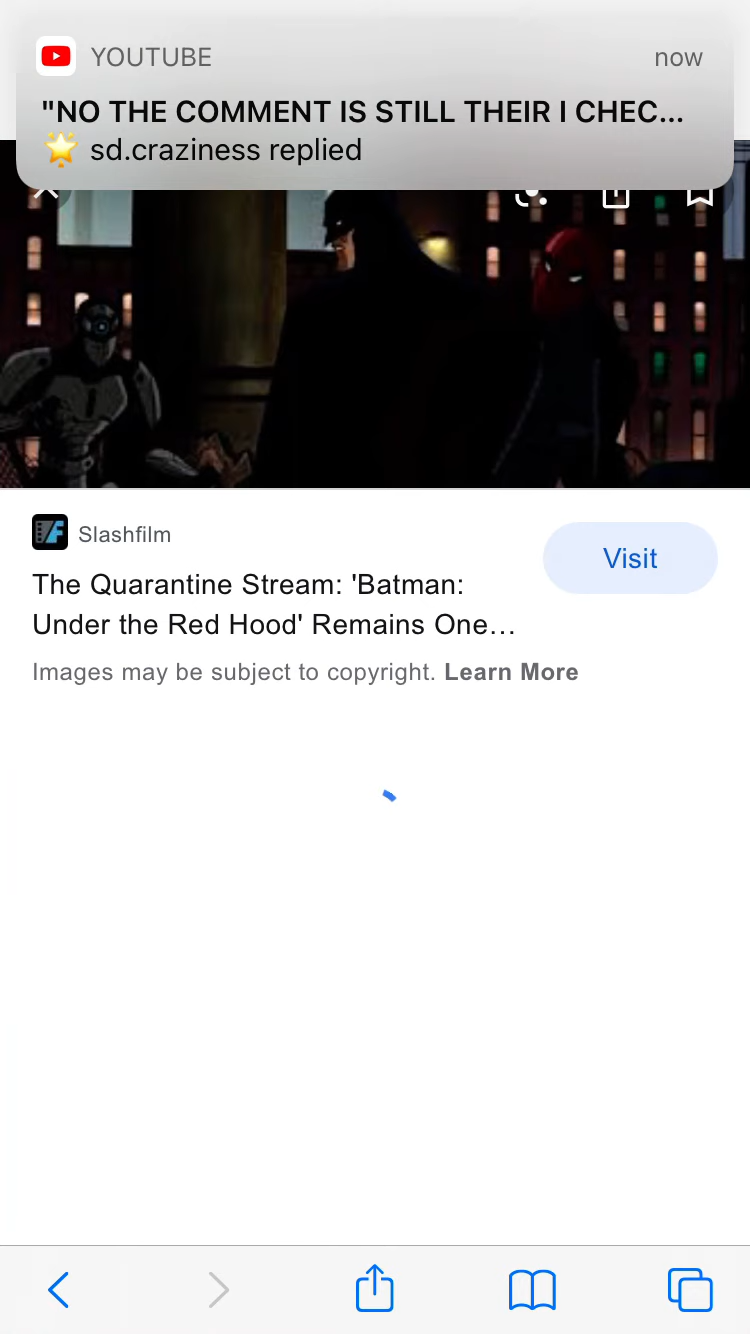 YOUTUBE
now
"NO THE COMMENT IS STILL THEIR I CHEC...
sd.craziness replied
Slashfilm
Visit
The Quarantine Stream: 'Batman:
Under the Red Hood' Remains One...
Images may be subject to copyright. Learn More